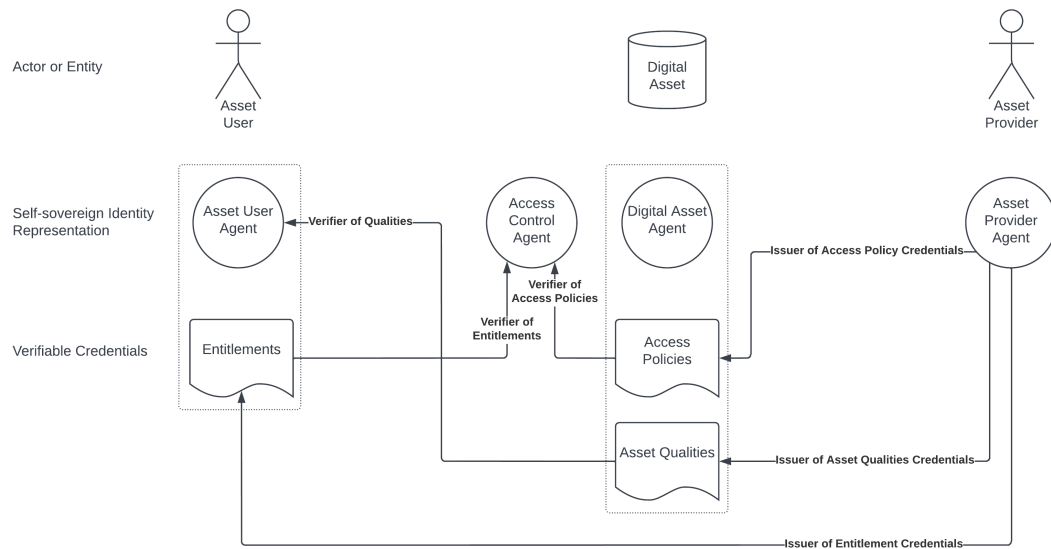 Actor or Entity
Asset
User
Digital
Asset
Asset
Provider
Self-sovereign Identity
Representation
Asset User
Agent
Verifier of Qualities
Access
Control
Agent
Digital Asset
Agent
Asset
Provider
Agent
Issuer of Access Policy Credentials
Verifier of
Access Policies
Verifier of
Entitlements
Verifiable Credentials
Entitlements
Access
Policies
Asset Qualities
Issuer of Asset Qualities Credentials
Issuer of Entitlement Credentials